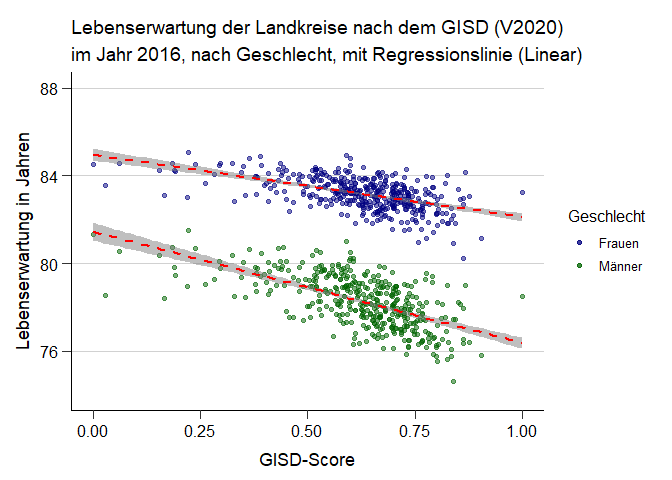 Lebenserwartung der Landkreise nach dem GISD (V2020)
im Jahr 2016, nach Geschlecht, mit Regressionslinie (Linear)
Lebenserwartung in Jahren
88
84
80
76
0.00 0.25 0.50 0.75 1.00
GISD-Score
Geschlecht
Frauen
Männer